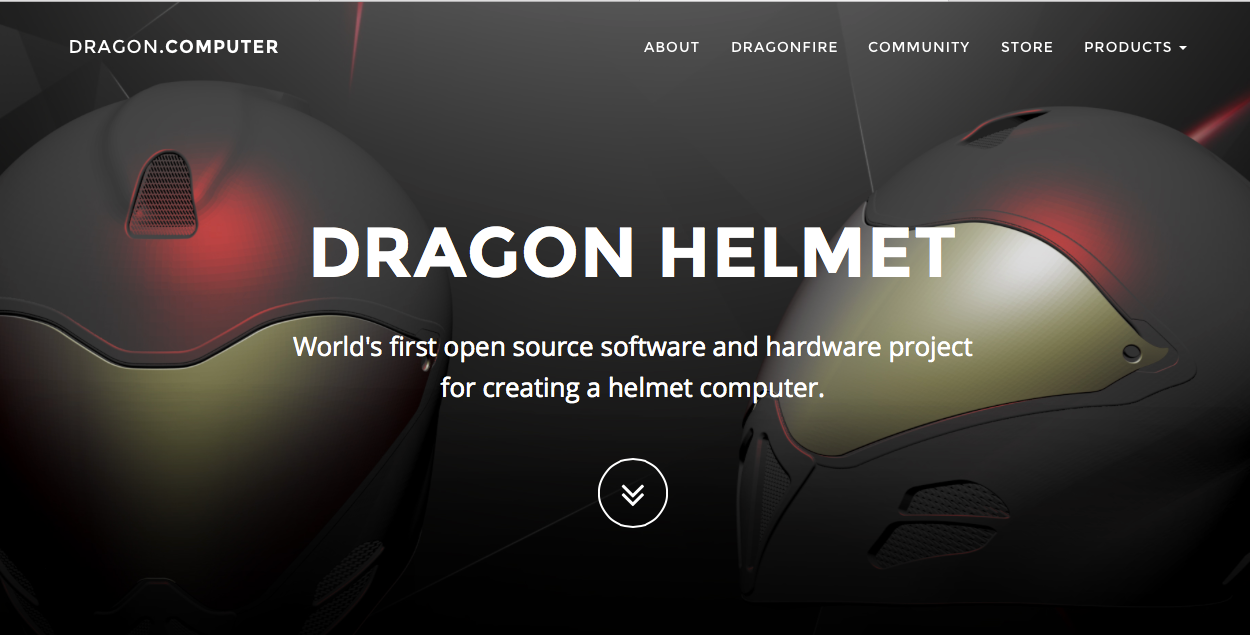 DRAGON.COMPUTER
ABOUT DRAGONFIRE COMMUNITY STORE PRODUCTS
DRAGON HELMET
World's first open source software and hardware project
for creating a helmet computer.